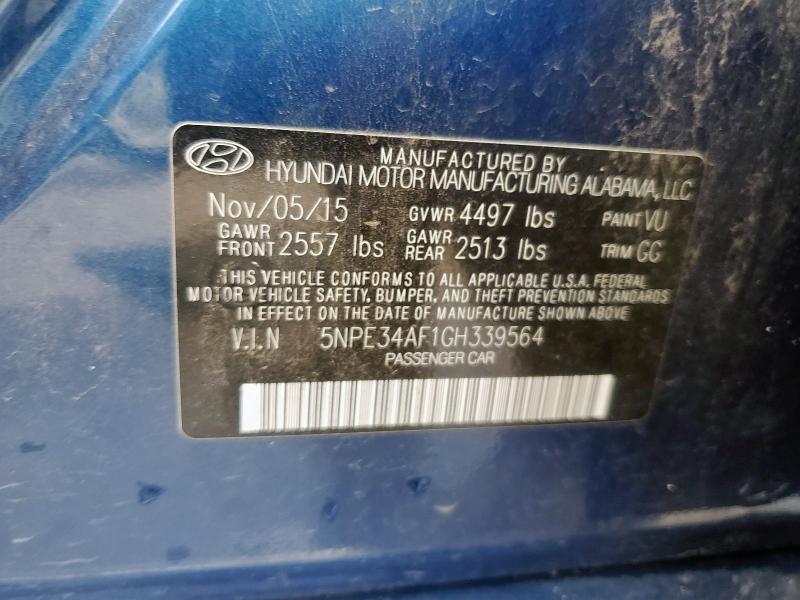 MANUFACTURED BY
HYUNDAI MOTOR MANUFACTURING ALABAMA, LLC
Nov/05/15 GVWR 4497 lbs PAINT VU
GAWR FRONT 2557 lbs GAWR REAR 2513 lbs TRIM GG
THIS VEHICLE CONFORMS TO ALL APPLICABLE U.S.A. FEDERAL
MOTOR VEHICLE SAFETY, BUMPER, AND THEFT PREVENTION STANDARDS
IN EFFECT ON THE DATE OF MANUFACTURE SHOWN ABOVE
V.I.N 5NPE34AF1GH339564
PASSENGER CAR